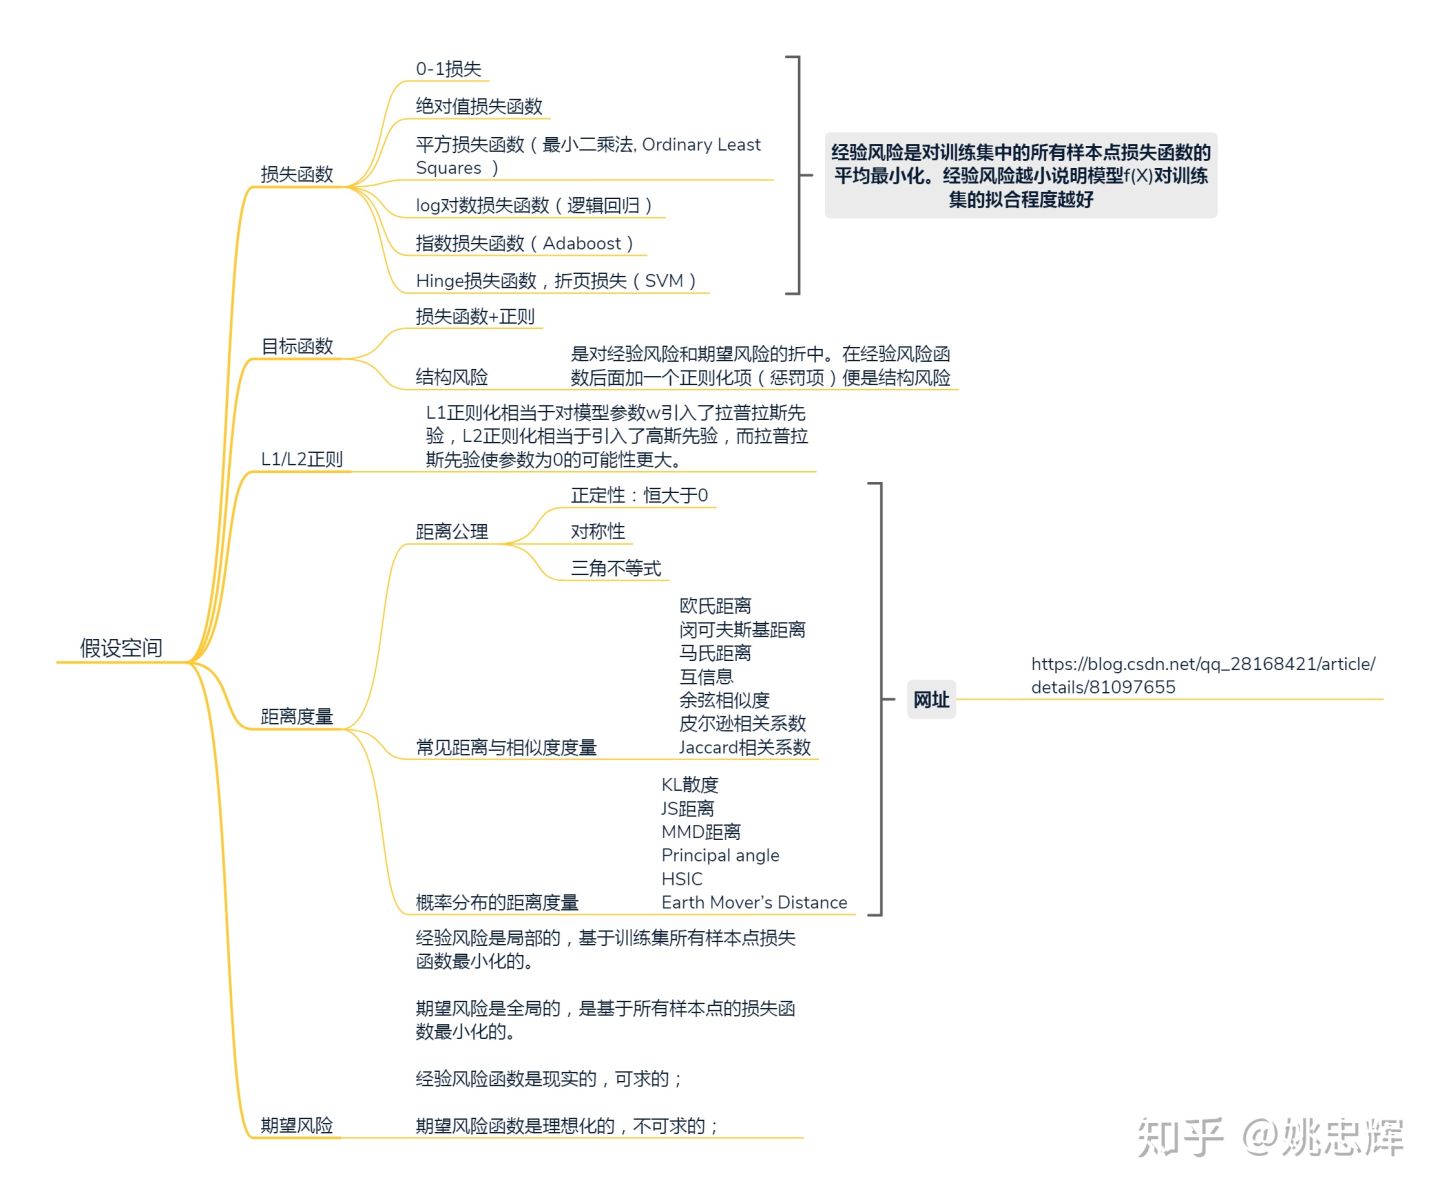 0-1损失
绝对值损失函数
平方损失函数（最小二乘法, Ordinary Least
Squares ）
损失函数
log对数损失函数（逻辑回归）
指数损失函数（Adaboost）
Hinge损失函数，折页损失（SVM）
经验风险是对训练集中的所有样本点损失函数的
平均最小化。经验风险越小说明模型f(X)对训练
集的拟合程度越好
损失函数+正则
目标函数
是对经验风险和期望风险的折中。在经验风险函
数后面加一个正则化项（惩罚项）便是结构风险
结构风险
L1正则化相当于对模型参数w引入了拉普拉斯先
验，L2正则化相当于引入了高斯先验，而拉普拉
斯先验使参数为0的可能性更大。
L1/L2正则
正定性：恒大于0
距离公理
对称性
三角不等式
假设空间
距离度量
欧氏距离
闵可夫斯基距离
马氏距离
互信息
余弦相似度
皮尔逊相关系数
Jaccard相关系数
常见距离与相似度度量
KL散度
JS距离
MMD距离
Principal angle
HSIC
Earth Mover’s Distance
概率分布的距离度量
网址
https://blog.csdn.net/qq_28168421/article/
details/81097655
经验风险是局部的，基于训练集所有样本点损失
函数最小化的。
期望风险是全局的，是基于所有样本点的损失函
数最小化的。
经验风险函数是现实的，可求的；
期望风险函数是理想化的，不可求的；
期望风险
知乎 @姚忠辉